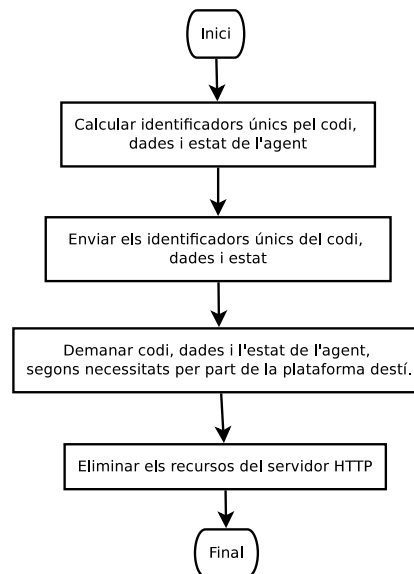 Inici
Calcular identificadors únics pel codi,
dades i estat de l'agent
Enviar els identificadors únics del codi,
dades i estat
Demanar codi, dades i l'estat de l'agent,
segons necessitats per part de la plataforma destí.
Eliminar els recursos del servidor HTTP
Final